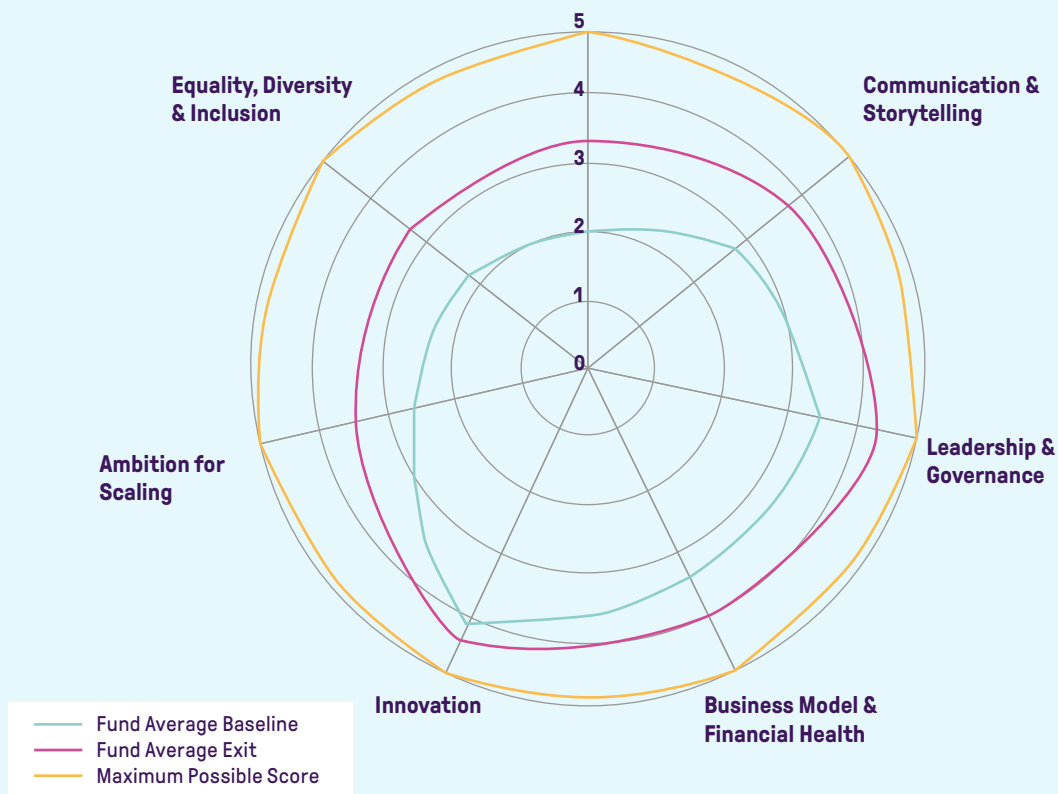 5
4
3
2
1
0
Equality, Diversity
& Inclusion
Communication &
Storytelling
Leadership &
Governance
Ambition for
Scaling
Innovation
Business Model &
Financial Health
Fund Average Baseline
Fund Average Exit
Maximum Possible Score